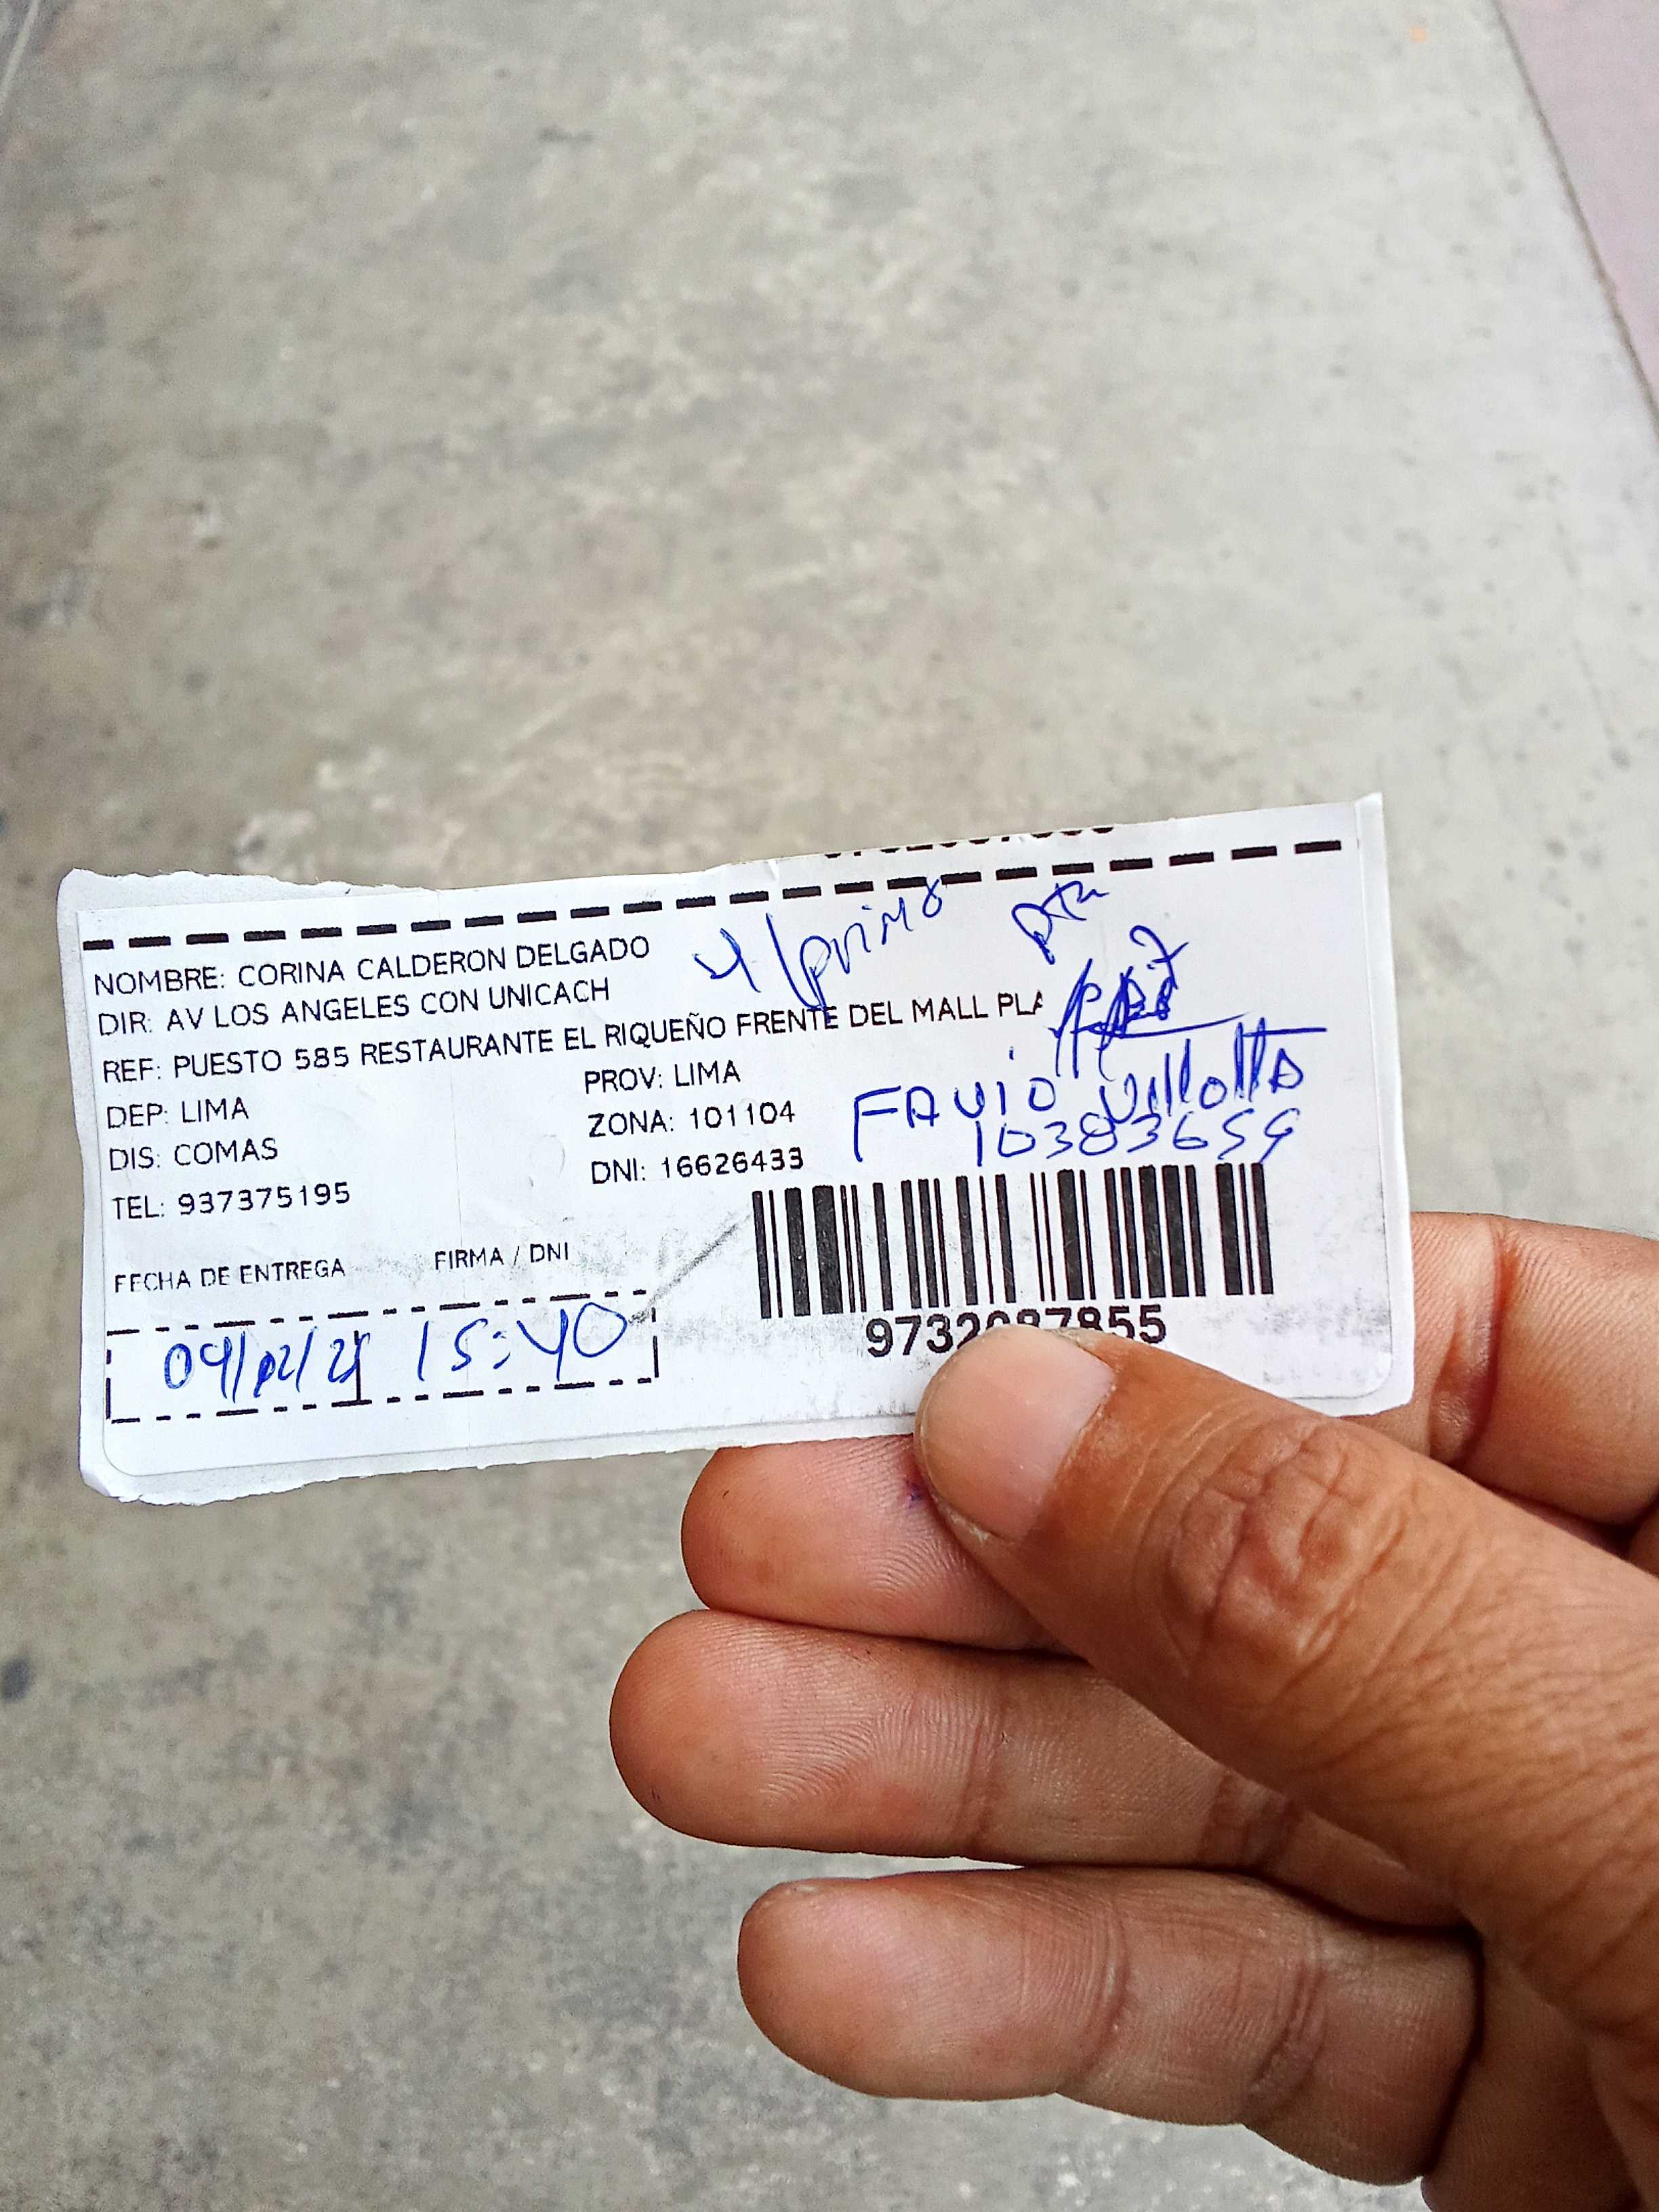 NOMBRE: CORINA CALDERON DELGADO
DIR: AV LOS ANGELES CON UNICACH
REF: PUESTO 585 RESTAURANTE EL RIQUEÑO FRENTE DEL MALL PLA
DEP: LIMA PROV: LIMA
DIS: COMAS ZONA: 101104
TEL: 937375195 DNI: 16626433
primo
FAVIO Villolta
10383659
FECHA DE ENTREGA FIRMA / DNI
15:40